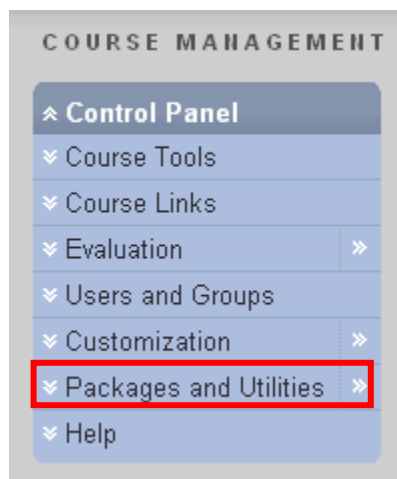 COURSE MANAGEMENT
Control Panel
Course Tools
Course Links
Evaluation
Users and Groups
Customization
Packages and Utilities
Help